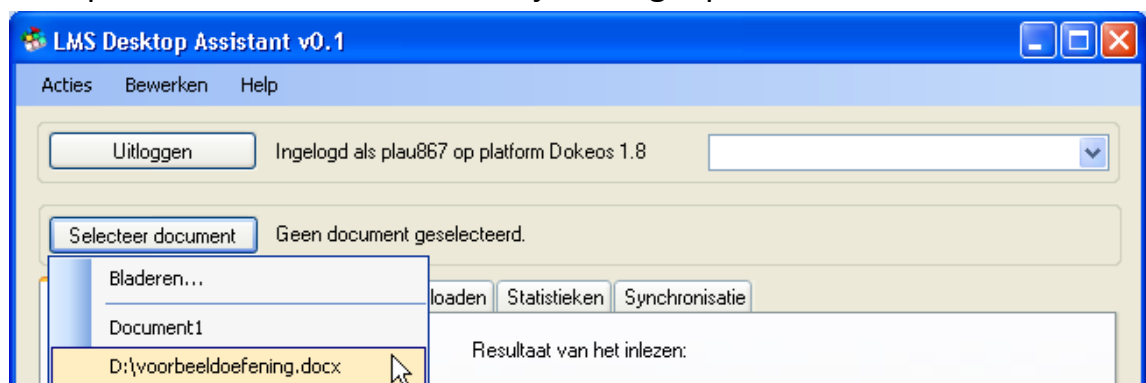 LMS Desktop Assistant v0.1
Acties Bewerken Help
Uitloggen Ingelogd als plau867 op platform Dokeos 1.8
Selecteer document Geen document geselecteerd.
Bladeren...
loaden Statistieken Synchronisatie
Document1
Resultaat van het inlezen:
D:\voorbeeldoefening.docx